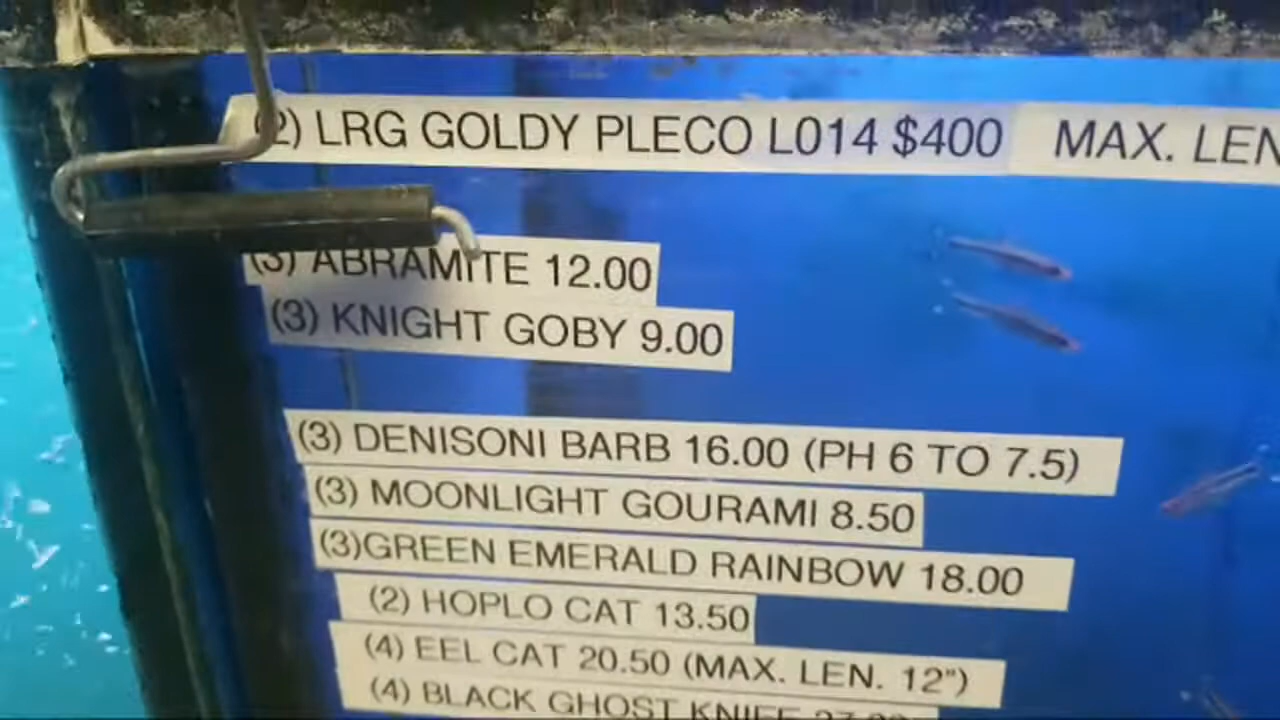 (2) LRG GOLDY PLECO L014 $400 MAX. LEN
(3) ABRAMITE 12.00
(3) KNIGHT GOBY 9.00
(3) DENISONI BARB 16.00 (PH 6 TO 7.5)
(3) MOONLIGHT GOURAMI 8.50
(3)GREEN EMERALD RAINBOW 18.00
(2) HOPLO CAT 13.50
(4) EEL CAT 20.50 (MAX. LEN. 12")
(4) BLACK GHOST KNIFE